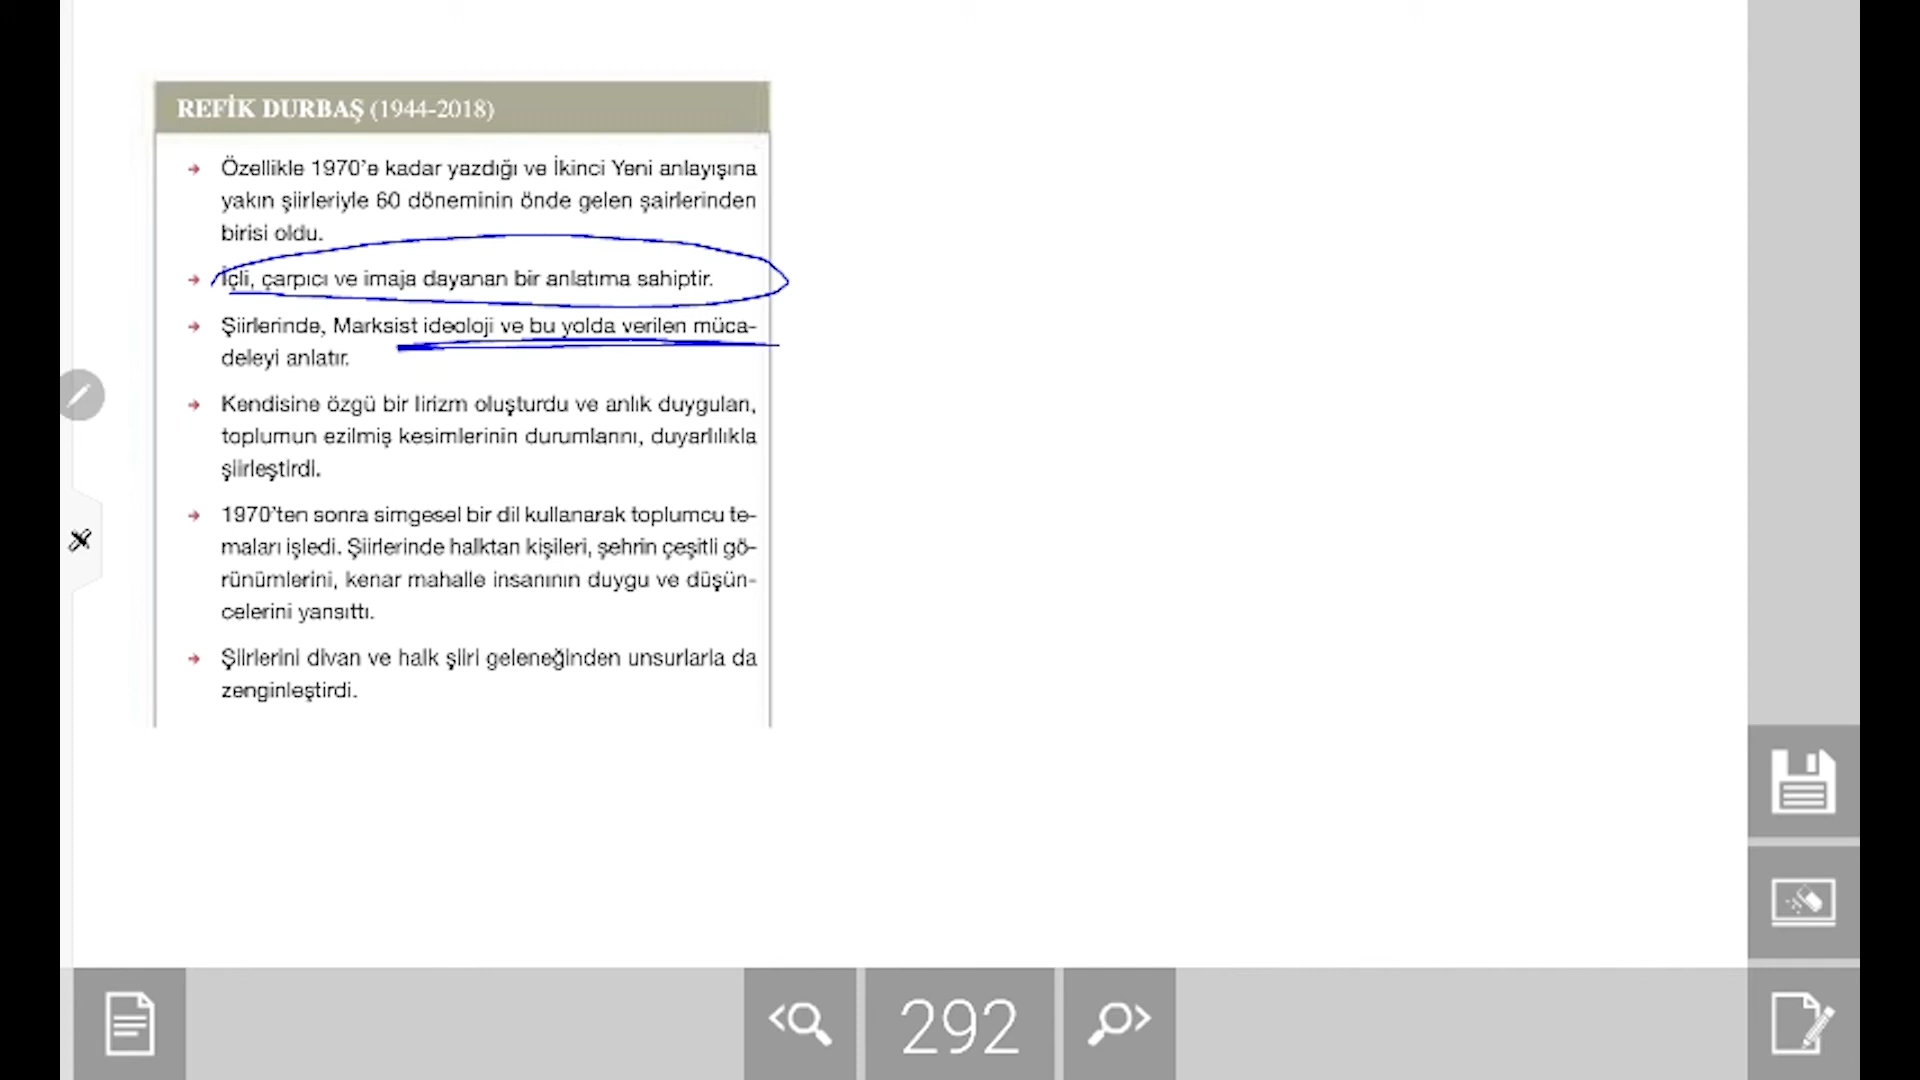 REFİK DURBAŞ (1944-2018)
Özellikle 1970'e kadar yazdığı ve İkinci Yeni anlayışına
yakın şiirleriyle 60 döneminin önde gelen şairlerinden
birisi oldu.
İçli, çarpıcı ve imaja dayanan bir anlatıma sahiptir.
Şiirlerinde, Marksist ideoloji ve bu yolda verilen müca-
deleyi anlatır.
Kendisine özgü bir lirizm oluşturdu ve anlık duyguları,
toplumun ezilmiş kesimlerinin durumlarını, duyarlılıkla
şiirleştirdi.
1970'ten sonra simgesel bir dil kullanarak toplumcu te-
maları işledi. Şiirlerinde halktan kişileri, şehrin çeşitli gö-
rünümlerini, kenar mahalle insanının duygu ve düşün-
celerini yansıttı.
Şiirlerini divan ve halk şiiri geleneğinden unsurlarla da
zenginleştirdi.
292